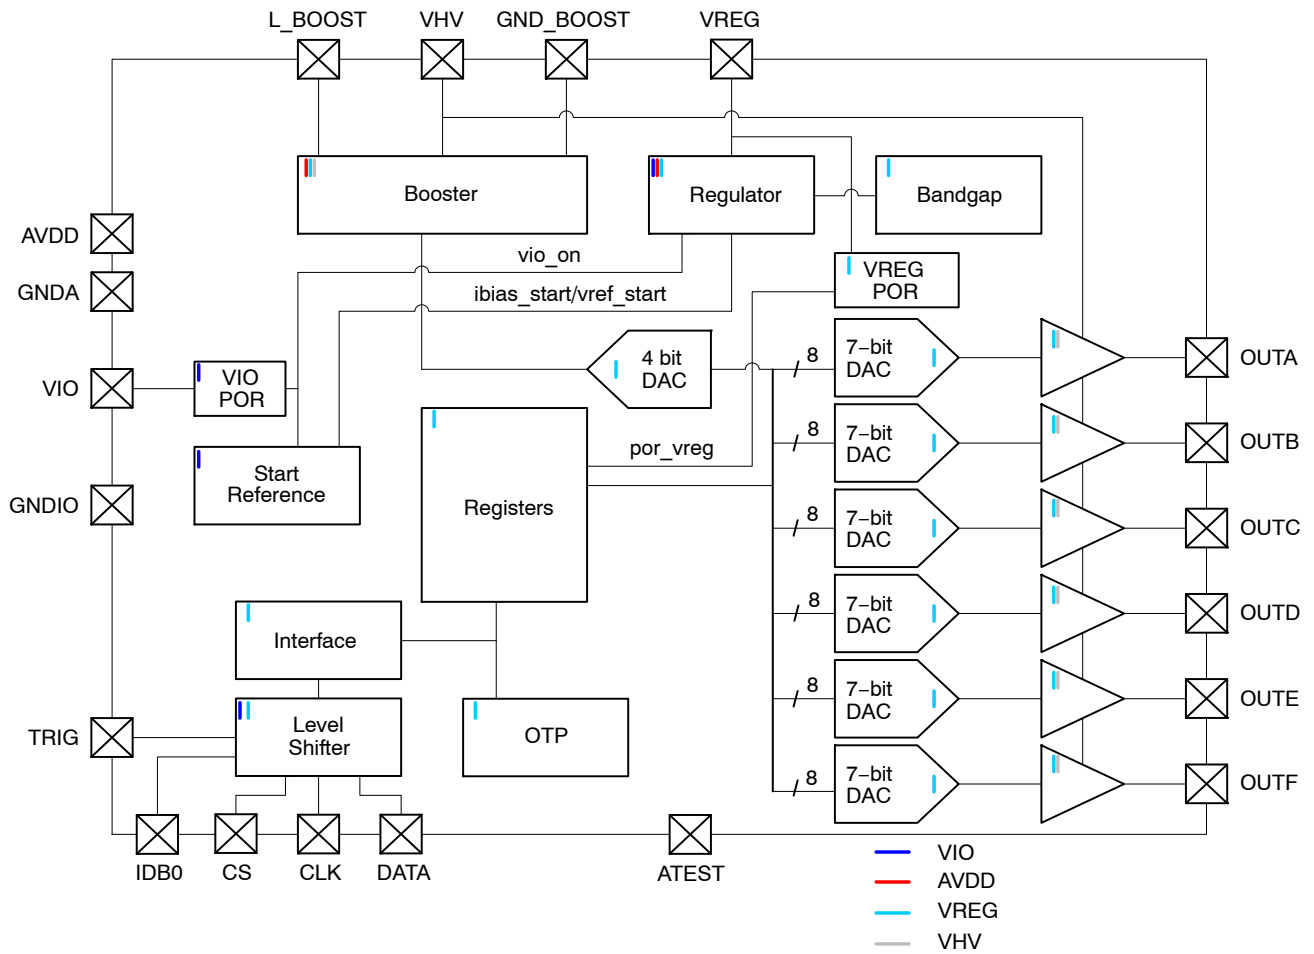 L_BOOST
VHV
GND_BOOST
VREG
Booster
Regulator
Bandgap
AVDD
GNDA
VIO
GNDIO
TRIG
vio_on
ibias_start/vref_start
VREG
POR
VIO
POR
4 bit
DAC
8
7−bit
DAC
OUTA
Start
Reference
Registers
por_vreg
8
7−bit
DAC
OUTB
8
7−bit
DAC
OUTC
8
7−bit
DAC
OUTD
Interface
8
7−bit
DAC
OUTE
Level
Shifter
OTP
8
7−bit
DAC
OUTF
IDB0
CS
CLK
DATA
ATEST
VIO
AVDD
VREG
VHV